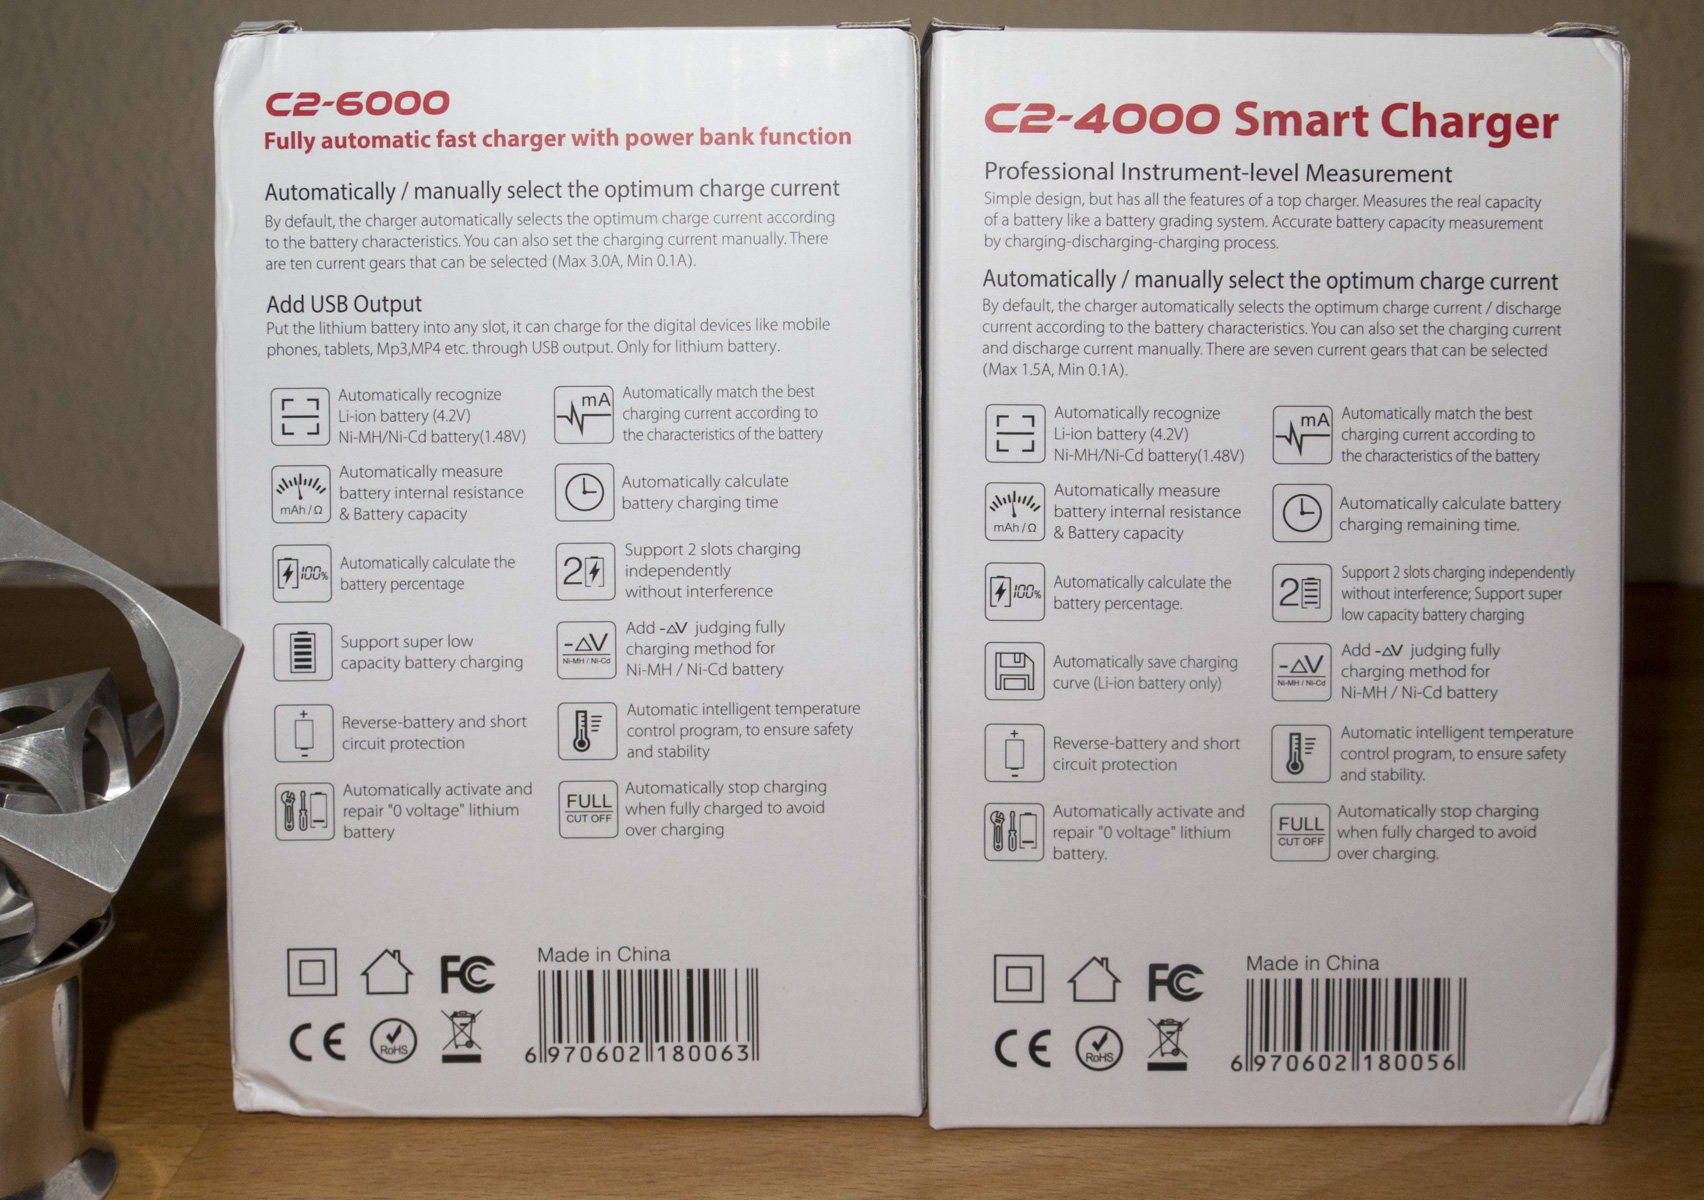 C2-6000
Fully automatic fast charger with power bank function
Automatically / manually select the optimum charge current
By default, the charger automatically selects the optimum charge current according
to the battery characteristics. You can also set the charging current manually. There
are ten current gears that can be selected (Max 3.0A, Min 0.1A).
Add USB Output
Put the lithium battery into any slot, it can charge for the digital devices like mobile
phones, tablets, Mp3,MP4 etc. through USB output. Only for lithium battery.
Automatically recognize
Li-ion battery (4.2V)
Ni-MH/Ni-Cd battery(1.48V)
mA
Automatically match the best
charging current according to
the characteristics of the battery
mAh / Ω
Automatically measure
battery internal resistance
& Battery capacity
Automatically calculate
battery charging time
100%
Automatically calculate the
battery percentage
2
Support 2 slots charging
independently
without interference
Support super low
capacity battery charging
-△V
Ni-MH / Ni-Cd
Add -△V judging fully
charging method for
Ni-MH / Ni-Cd battery
+
-
Reverse-battery and short
circuit protection
Automatic intelligent temperature
control program, to ensure safety
and stability
Automatically activate and
repair "0 voltage" lithium
battery
FULL
CUT OFF
Automatically stop charging
when fully charged to avoid
over charging
FC
CE
RoHS
Made in China
6 970602 180063
C2-4000 Smart Charger
Professional Instrument-level Measurement
Simple design, but has all the features of a top charger. Measures the real capacity
of a battery like a battery grading system. Accurate battery capacity measurement
by charging-discharging-charging process.
Automatically / manually select the optimum charge current
By default, the charger automatically selects the optimum charge current / discharge
current according to the battery characteristics. You can also set the charging current
and discharge current manually. There are seven current gears that can be selected
(Max 1.5A, Min 0.1A).
Automatically recognize
Li-ion battery (4.2V)
Ni-MH/Ni-Cd battery(1.48V)
mA
Automatically match the best
charging current according to
the characteristics of the battery
mAh / Ω
Automatically measure
battery internal resistance
& Battery capacity
Automatically calculate battery
charging remaining time.
100%
Automatically calculate the
battery percentage.
2
Support 2 slots charging independently
without interference; Support super
low capacity battery charging
Automatically save charging
curve (Li-ion battery only)
-△V
Ni-MH / Ni-Cd
Add -△V judging fully
charging method for
Ni-MH / Ni-Cd battery
+
-
Reverse-battery and short
circuit protection
Automatic intelligent temperature
control program, to ensure safety
and stability.
Automatically activate and
repair "0 voltage" lithium
battery.
FULL
CUT OFF
Automatically stop charging
when fully charged to avoid
over charging.
FC
CE
RoHS
Made in China
6 970602 180056